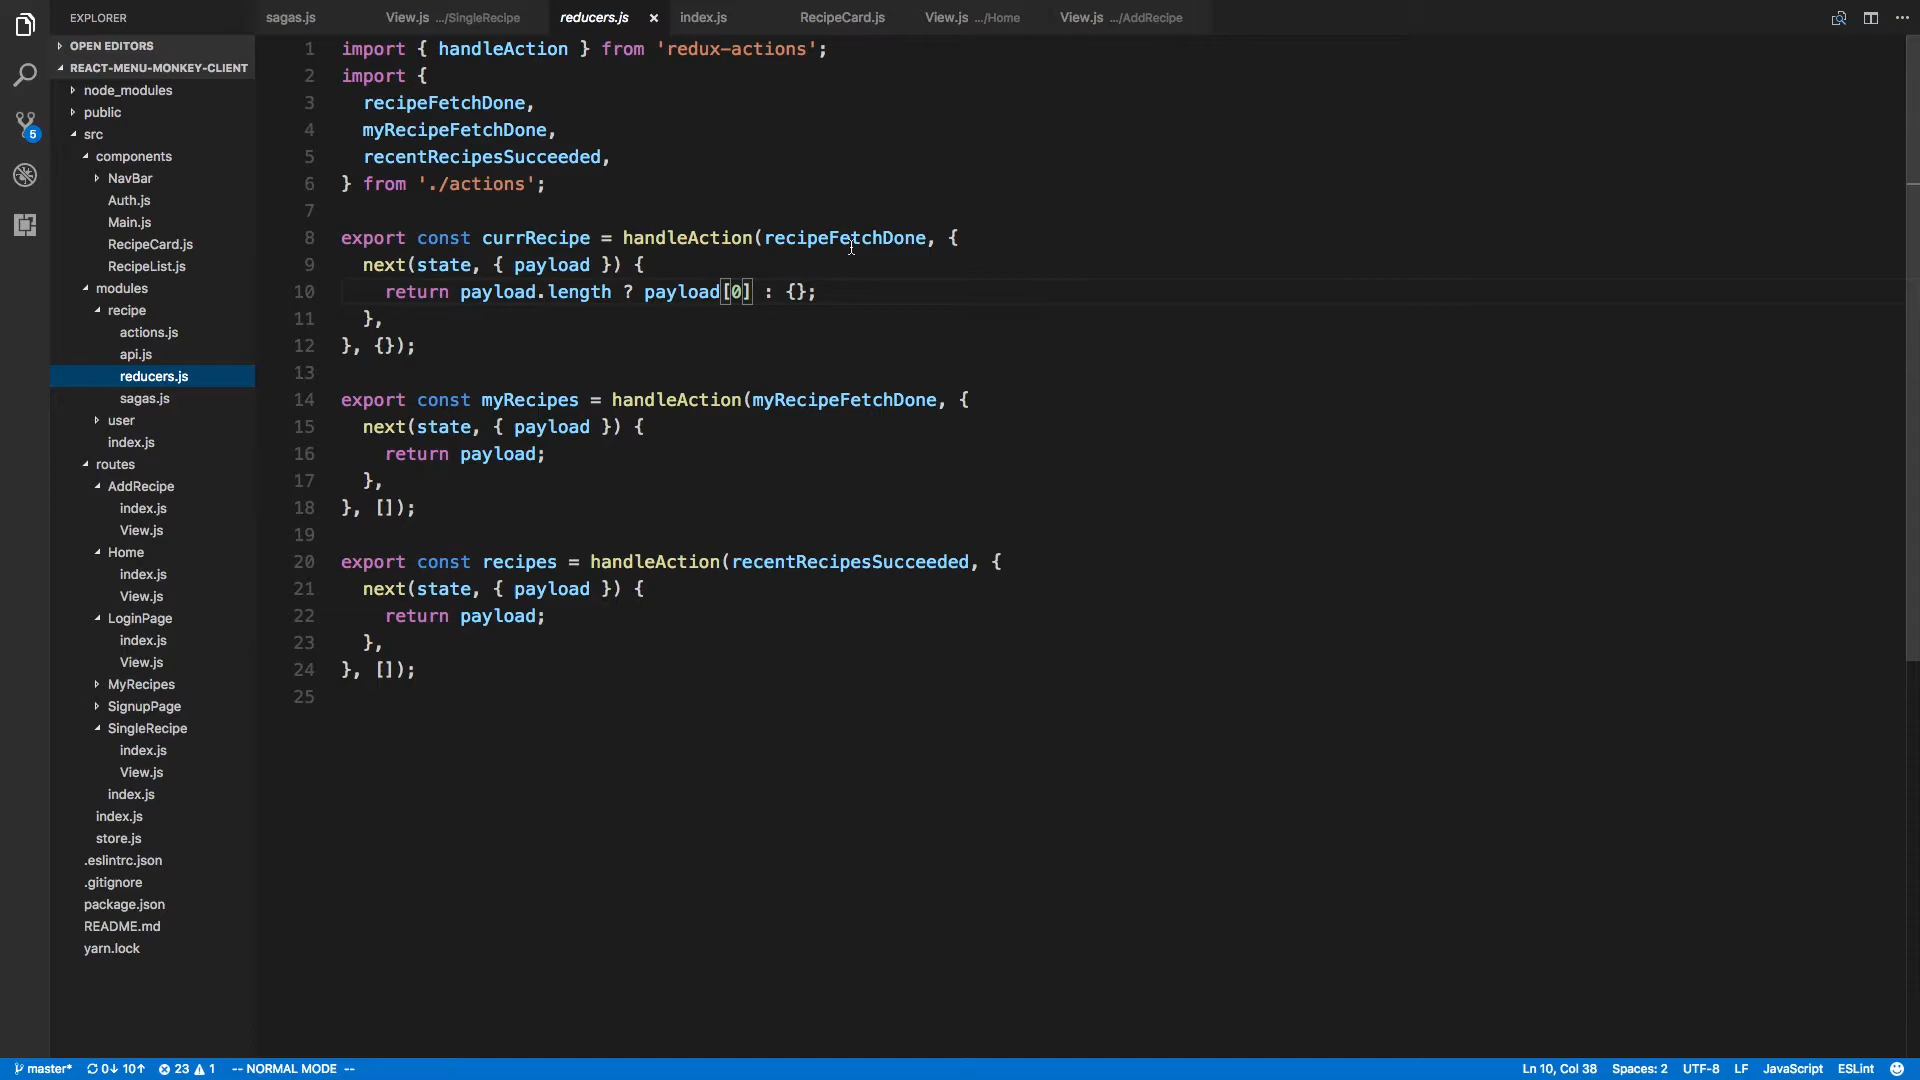 EXPLORER
OPEN EDITORS
REACT-MENU-MONKEY-CLIENT
node_modules
public
src
components
NavBar
Auth.js
Main.js
RecipeCard.js
RecipeList.js
modules
recipe
actions.js
api.js
reducers.js
sagas.js
user
index.js
routes
AddRecipe
index.js
View.js
Home
index.js
View.js
LoginPage
index.js
View.js
MyRecipes
SignupPage
SingleRecipe
index.js
View.js
index.js
index.js
store.js
.eslintrc.json
.gitignore
package.json
README.md
yarn.lock
5
sagas.js View.js .../SingleRecipe reducers.js × index.js RecipeCard.js View.js .../Home View.js .../AddRecipe
1 import { handleAction } from 'redux-actions';
2 import {
3 recipeFetchDone,
4 myRecipeFetchDone,
5 recentRecipesSucceeded,
6 } from './actions';
7
8 export const currRecipe = handleAction(recipeFetchDone, {
9 next(state, { payload }) {
10 return payload.length ? payload[0] : {};
11 },
12 }, {});
13
14 export const myRecipes = handleAction(myRecipeFetchDone, {
15 next(state, { payload }) {
16 return payload;
17 },
18 }, []);
19
20 export const recipes = handleAction(recentRecipesSucceeded, {
21 next(state, { payload }) {
22 return payload;
23 },
24 }, []);
25
master* 0↓ 10↑ 23 1 -- NORMAL MODE -- Ln 10, Col 38 Spaces: 2 UTF-8 LF JavaScript ESLint